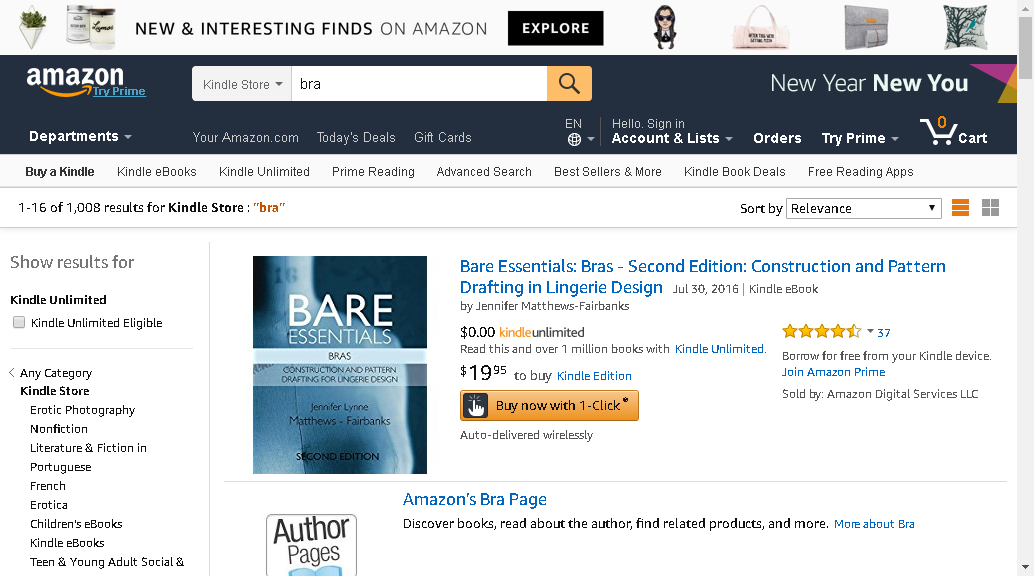 NEW & INTERESTING FINDS ON AMAZON EXPLORE
amazon
Try Prime
Kindle Store bra
New Year New You
Departments Your Amazon.com Today's Deals Gift Cards
EN
Hello. Sign in
Account & Lists Orders Try Prime 0 Cart
Buy a Kindle Kindle eBooks Kindle Unlimited Prime Reading Advanced Search Best Sellers & More Kindle Book Deals Free Reading Apps
1-16 of 1,008 results for Kindle Store : "bra"
Sort by Relevance
Show results for
Kindle Unlimited
Kindle Unlimited Eligible
Any Category
Kindle Store
Erotic Photography
Nonfiction
Literature & Fiction in
Portuguese
French
Erotica
Children's eBooks
Kindle eBooks
Teen & Young Adult Social &
BARE
ESSENTIALS
BRAS
CONSTRUCTION AND PATTERN
DRAFTING FOR LINGERIE DESIGN
Jennifer Lynne
Matthews - Fairbanks
SECOND EDITION
Bare Essentials: Bras - Second Edition: Construction and Pattern
Drafting in Lingerie Design Jul 30, 2016 | Kindle eBook
by Jennifer Matthews-Fairbanks
$0.00 kindleunlimited
Read this and over 1 million books with Kindle Unlimited.
$1995 to buy Kindle Edition
Buy now with 1-Click®
Auto-delivered wirelessly
37
Borrow for free from your Kindle device.
Join Amazon Prime
Sold by: Amazon Digital Services LLC
Author
Pages
Amazon's Bra Page
Discover books, read about the author, find related products, and more. More about Bra